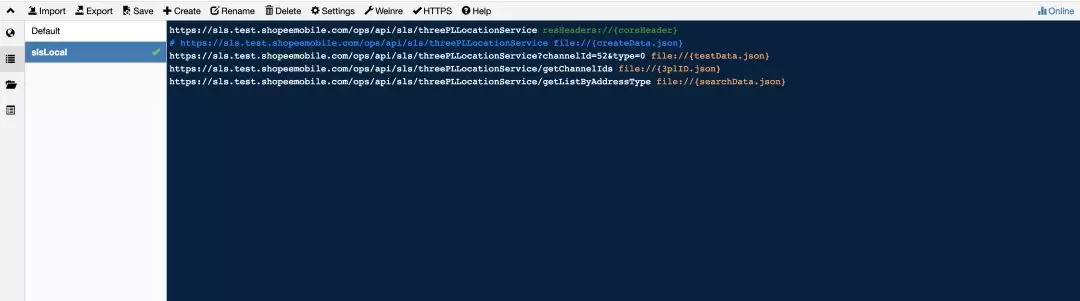 Import Export Save Create Rename Delete Settings Weinre HTTPS Help Online
Default
slsLocal
https://sls.test.shopeemobile.com/ops/api/sls/threePLLocationService resHeaders://{corsHeader}
# https://sls.test.shopeemobile.com/ops/api/sls/threePLLocationService file://{createData.json}
https://sls.test.shopeemobile.com/ops/api/sls/threePLLocationService?channelId=52&type=0 file://{testData.json}
https://sls.test.shopeemobile.com/ops/api/sls/threePLLocationService/getChannelIds file://{3plID.json}
https://sls.test.shopeemobile.com/ops/api/sls/threePLLocationService/getListByAddressType file://{searchData.json}